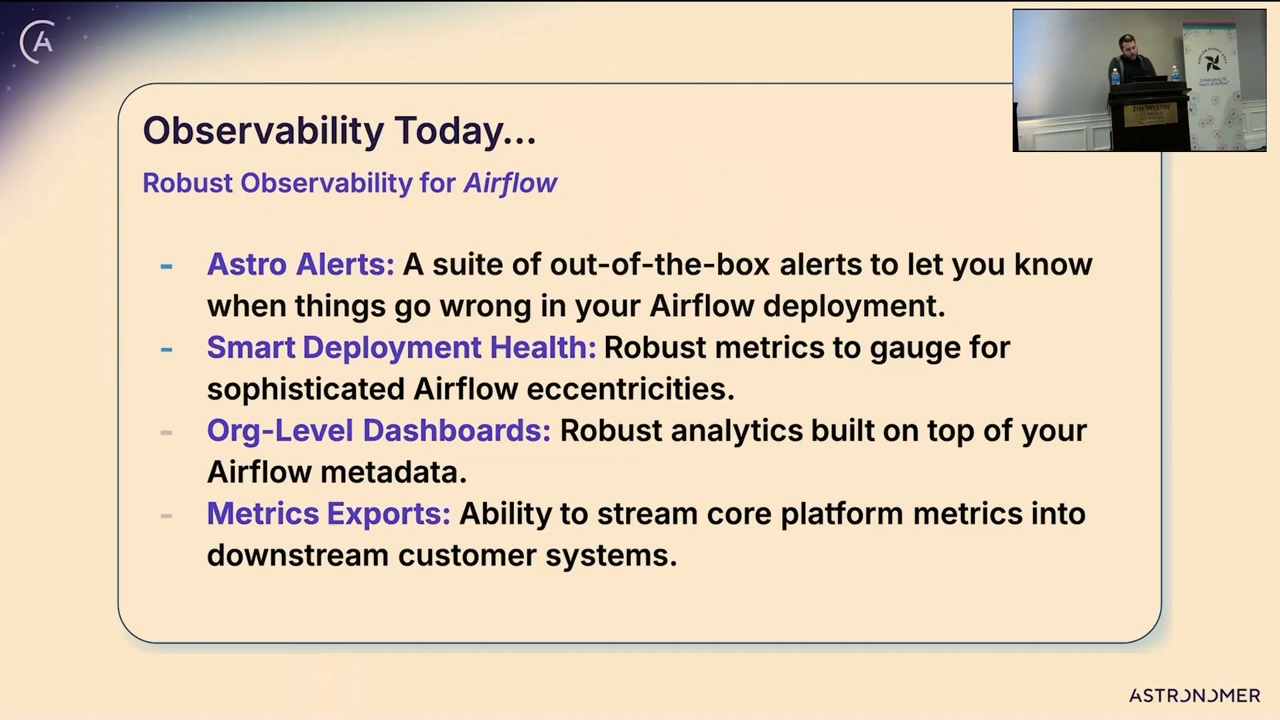 Observability Today...
Robust Observability for Airflow
- Astro Alerts: A suite of out-of-the-box alerts to let you know
when things go wrong in your Airflow deployment.
- Smart Deployment Health: Robust metrics to gauge for
sophisticated Airflow eccentricities.
- Org-Level Dashboards: Robust analytics built on top of your
Airflow metadata.
- Metrics Exports: Ability to stream core platform metrics into
downstream customer systems.
THE WESTIN
ASTRONOMER